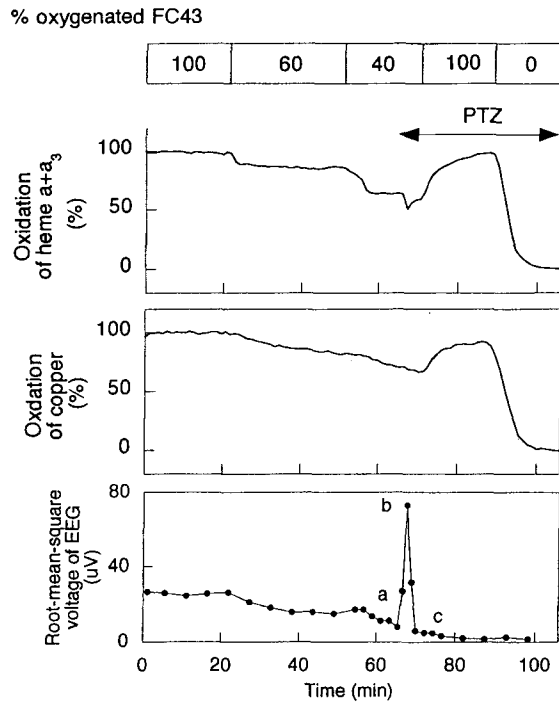 % oxygenated FC43
100 60 40 100 0
PTZ
Oxidation
of heme a+a3
(%)
100
50
0
Oxdation
of copper
(%)
100
50
0
Root-mean-square
voltage of EEG
(uV)
80
40
0
a
b
c
0 20 40 60 80 100
Time (min)